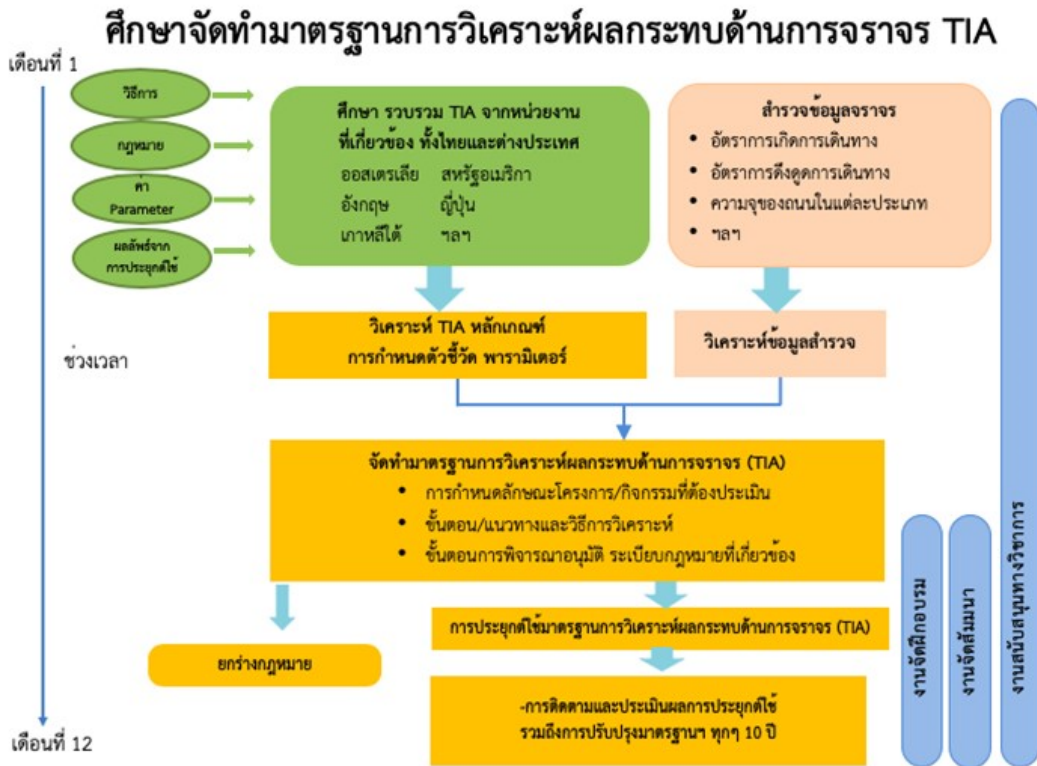 ศึกษาจัดทำมาตรฐานการวิเคราะห์ผลกระทบด้านการจราจร TIA
เดือนที่ 1
วิธีการ
กฎหมาย
ค่า
Parameter
ผลลัพธ์จาก
การประยุกต์ใช้
ศึกษา รวบรวม TIA จากหน่วยงาน
ที่เกี่ยวข้อง ทั้งไทยและต่างประเทศ
ออสเตรเลีย สหรัฐอเมริกา
อังกฤษ ญี่ปุ่น
เกาหลีใต้ ฯลฯ
สำรวจข้อมูลจราจร
• อัตราการเกิดการเดินทาง
• อัตราการดึงดูดการเดินทาง
• ความจุของถนนในแต่ละประเภท
• ฯลฯ
ช่วงเวลา
วิเคราะห์ TIA หลักเกณฑ์
การกำหนดตัวชี้วัด พารามิเตอร์
วิเคราะห์ข้อมูลสำรวจ
จัดทำมาตรฐานการวิเคราะห์ผลกระทบด้านการจราจร (TIA)
• การกำหนดลักษณะโครงการ/กิจกรรมที่ต้องประเมิน
• ขั้นตอน/แนวทางและวิธีการวิเคราะห์
• ขั้นตอนการพิจารณาอนุมัติ ระเบียบกฎหมายที่เกี่ยวข้อง
การประยุกต์ใช้มาตรฐานการวิเคราะห์ผลกระทบด้านการจราจร (TIA)
ยกร่างกฎหมาย
-การติดตามและประเมินผลการประยุกต์ใช้
รวมถึงการปรับปรุงมาตรฐานฯ ทุกๆ 10 ปี
เดือนที่ 12
งานจัดฝึกอบรม
งานจัดสัมมนา
งานสนับสนุนทางวิชาการ